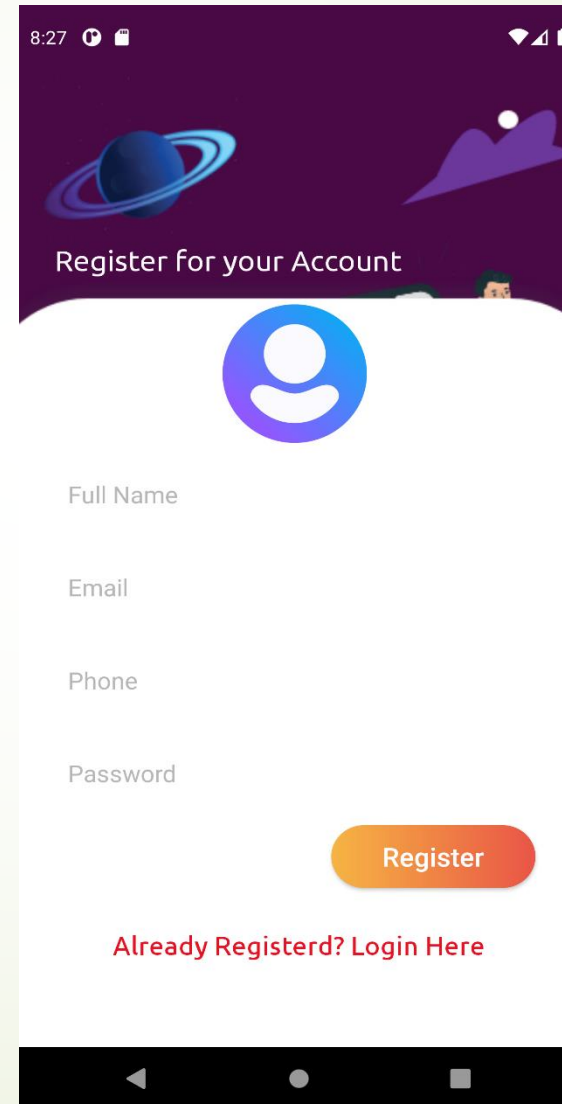 8:27
Register for your Account
Full Name
Email
Phone
Password
Register
Already Registerd? Login Here